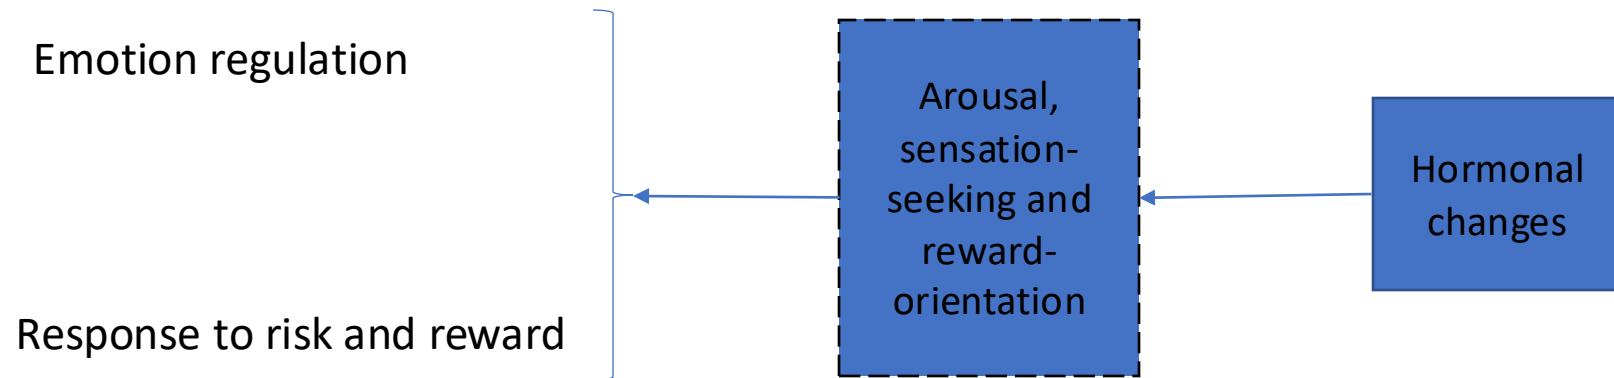 Emotion regulation
Response to risk and reward
Arousal,
sensation-
seeking and
reward-
orientation
Hormonal
changes